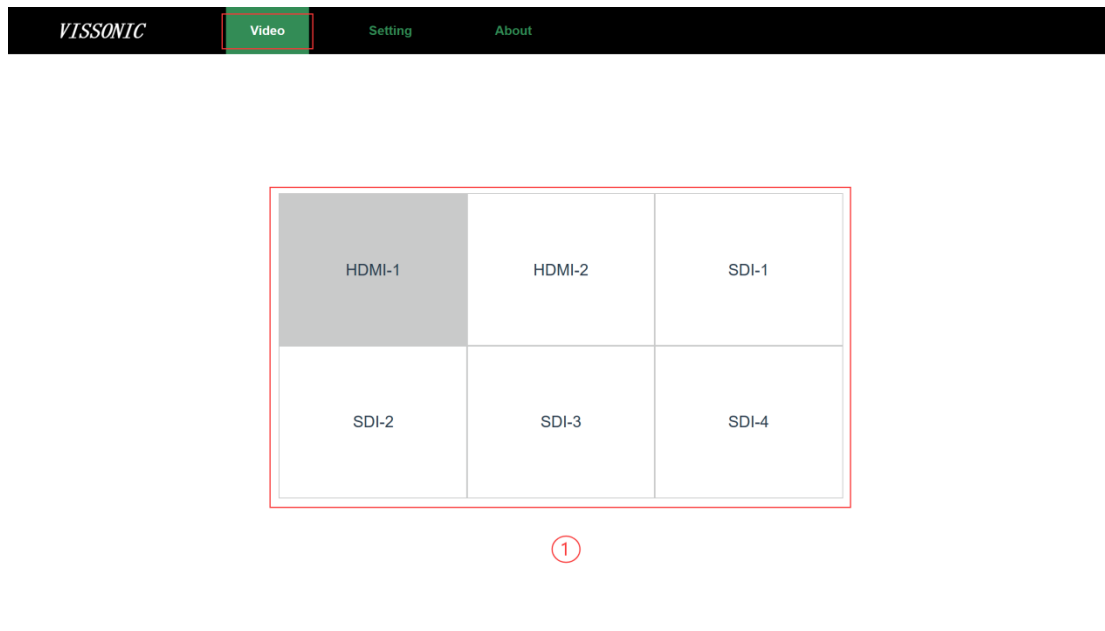 VISSONIC Video Setting About
HDMI-1 HDMI-2 SDI-1
SDI-2 SDI-3 SDI-4
1